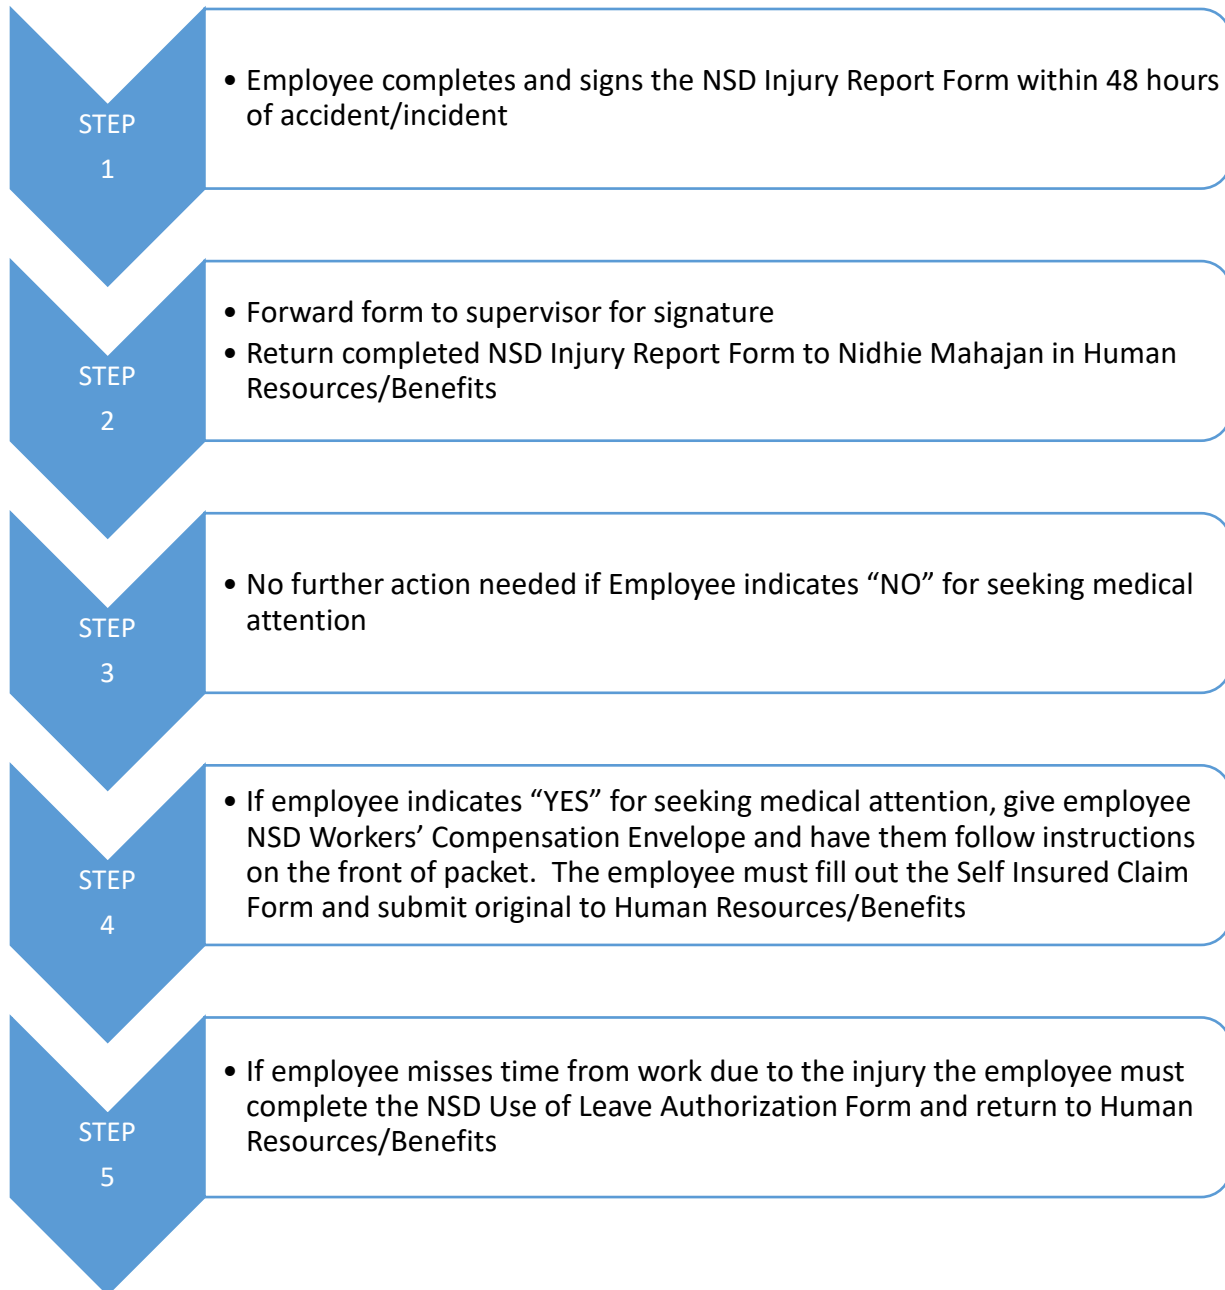 STEP
1
• Employee completes and signs the NSD Injury Report Form within 48 hours
of accident/incident
STEP
2
• Forward form to supervisor for signature
• Return completed NSD Injury Report Form to Nidhie Mahajan in Human
Resources/Benefits
STEP
3
• No further action needed if Employee indicates “NO” for seeking medical
attention
STEP
4
• If employee indicates “YES” for seeking medical attention, give employee
NSD Workers’ Compensation Envelope and have them follow instructions
on the front of packet.  The employee must fill out the Self Insured Claim
Form and submit original to Human Resources/Benefits
STEP
5
• If employee misses time from work due to the injury the employee must
complete the NSD Use of Leave Authorization Form and return to Human
Resources/Benefits